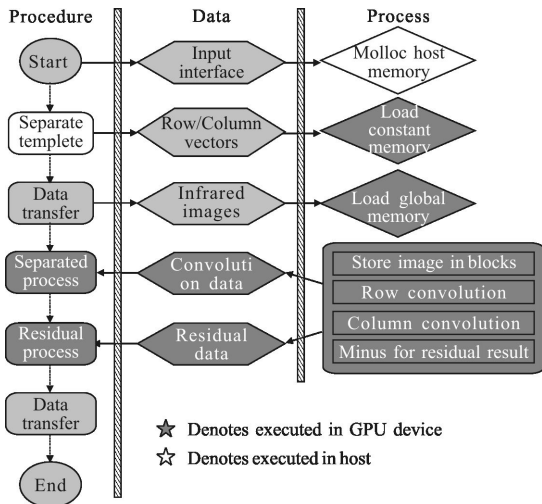 Procedure
Data
Process
Start
Input
interface
Molloc host
memory
Separate
templete
Row/Column
vectors
Load
constant
memory
Data
transfer
Infrared
images
Load global
memory
Separated
process
Convoluti
on data
Store image in blocks
Row convolution
Residual
process
Residual
data
Column convolution
Minus for residual result
Data
transfer
Denotes executed in GPU device
Denotes executed in host
End